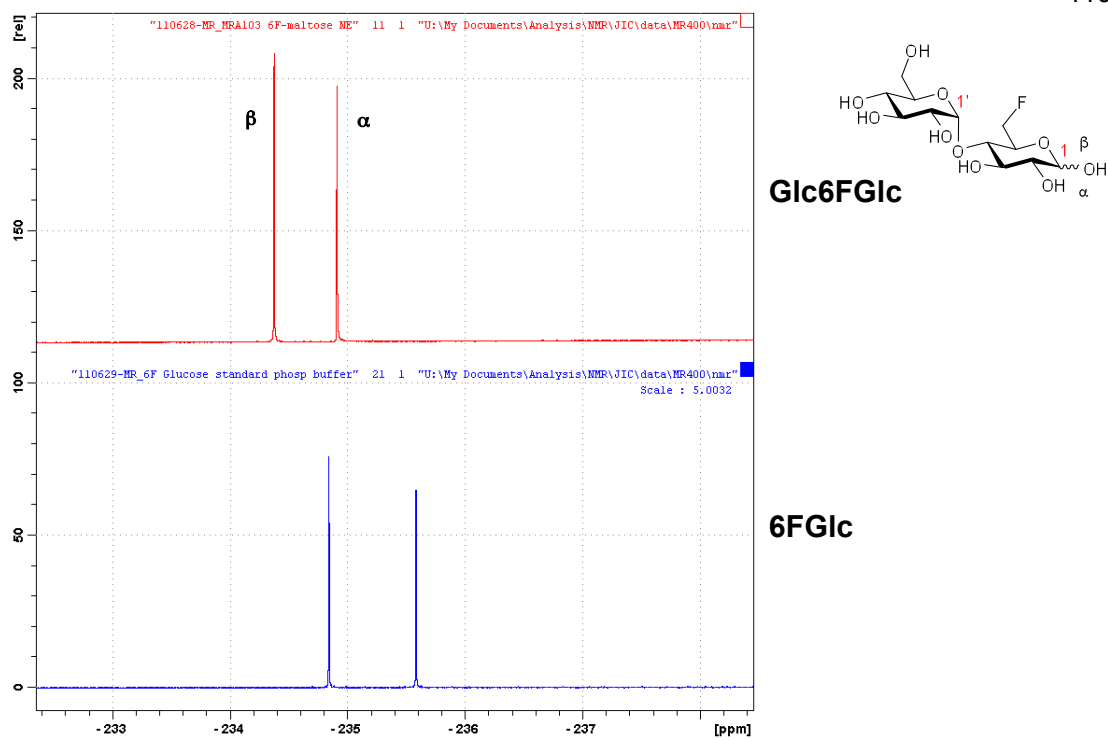 [rel]
"110628-MR_MRA103 6F-maltose NE" 11 1 "U:\My Documents\Analysis\NMR\JIC\data\MR400\nmr"
β
α
200
150
100
50
0
"110629-MR_6F Glucose standard phosp buffer" 21 1 "U:\My Documents\Analysis\NMR\JIC\data\MR400\nmr"
Scale : 5.0032
-233
-234
-235
-236
-237
[ppm]
OH
HO
O
1'
HO
HO
F
O
O
HO
1
β
OH
HO
OH
α
Glc6FGlc
6FGlc